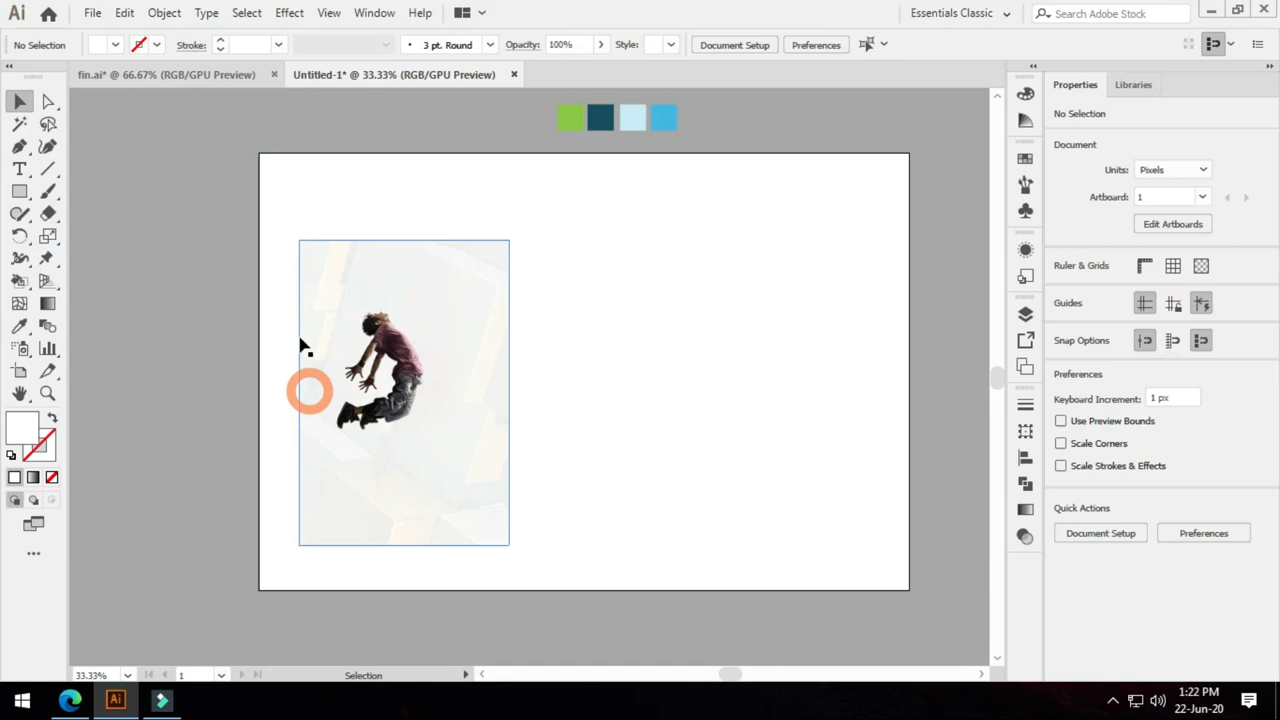 Ai File Edit Object Type Select Effect View Window Help Essentials Classic Search Adobe Stock
No Selection Stroke: 3 pt. Round Opacity: 100% Style: Document Setup Preferences
fin.ai* @ 66.67% (RGB/GPU Preview) Untitled-1* @ 33.33% (RGB/GPU Preview)
Properties Libraries
No Selection
Document
Units: Pixels
Artboard: 1
Edit Artboards
Ruler & Grids
Guides
Snap Options
Preferences
Keyboard Increment: 1 px
Use Preview Bounds
Scale Corners
Scale Strokes & Effects
Quick Actions
Document Setup Preferences
33.33% 1 Selection
Ai 1:22 PM
22-Jun-20